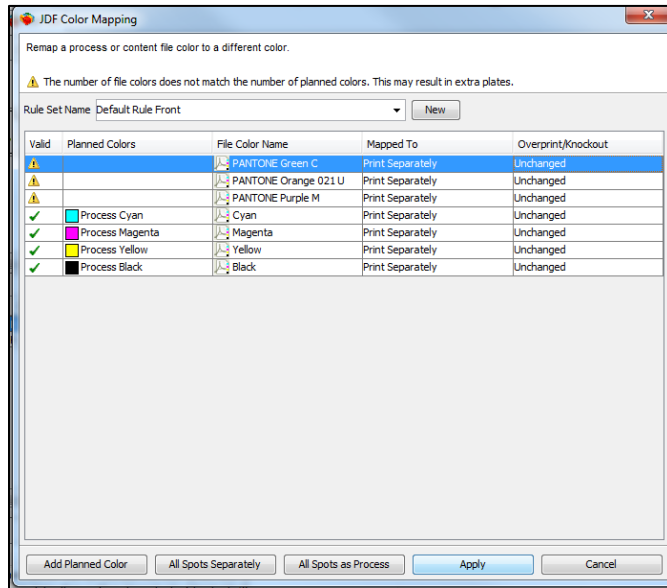 JDF Color Mapping
Remap a process or content file color to a different color.
The number of file colors does not match the number of planned colors. This may result in extra plates.
Rule Set Name Default Rule Front New
Valid Planned Colors File Color Name Mapped To Overprint/Knockout
PANTONE Green C Print Separately Unchanged
PANTONE Orange 021 U Print Separately Unchanged
PANTONE Purple M Print Separately Unchanged
Process Cyan Cyan Print Separately Unchanged
Process Magenta Magenta Print Separately Unchanged
Process Yellow Yellow Print Separately Unchanged
Process Black Black Print Separately Unchanged
Add Planned Color All Spots Separately All Spots as Process Apply Cancel